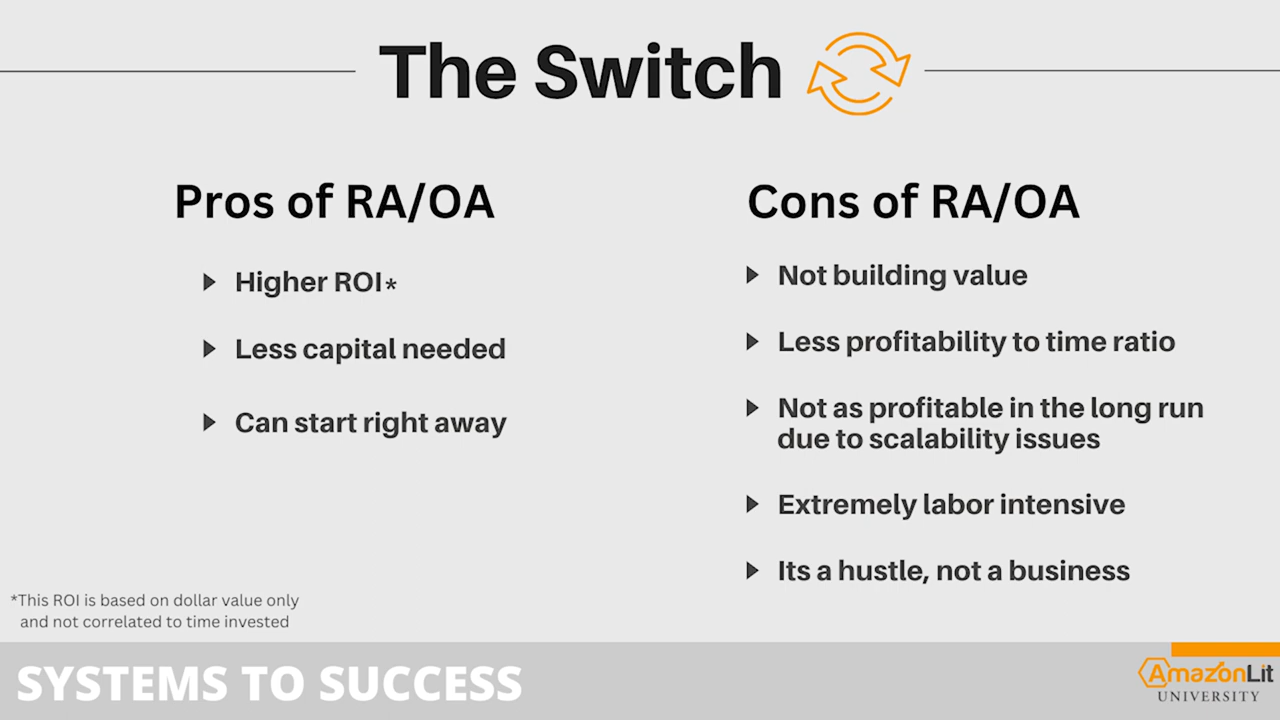 The Switch
Pros of RA/OA
Higher ROI*
Less capital needed
Can start right away
Cons of RA/OA
Not building value
Less profitability to time ratio
Not as profitable in the long run
due to scalability issues
Extremely labor intensive
Its a hustle, not a business
*This ROI is based on dollar value only
and not correlated to time invested
SYSTEMS TO SUCCESS
AmazonLit
UNIVERSITY